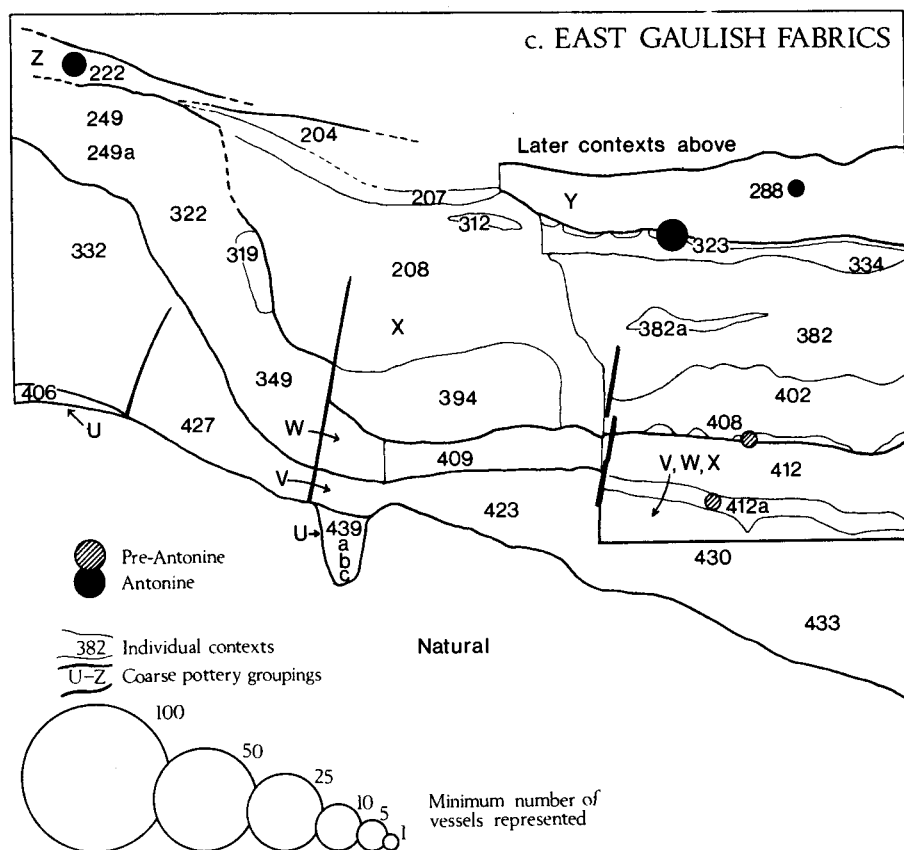 c. EAST GAULISH FABRICS
Z
222
249
249a
204
Later contexts above
207
Y
288
312
322
323
332
319
334
208
X
382a
382
406
349
394
402
U
427
W
408
409
412
V
V, W, X
423
412a
U
439
a
b
c
430
433
Pre-Antonine
Antonine
Natural
382 Individual contexts
U–Z Coarse pottery groupings
100
50
25
10
5
1
Minimum number of
vessels represented